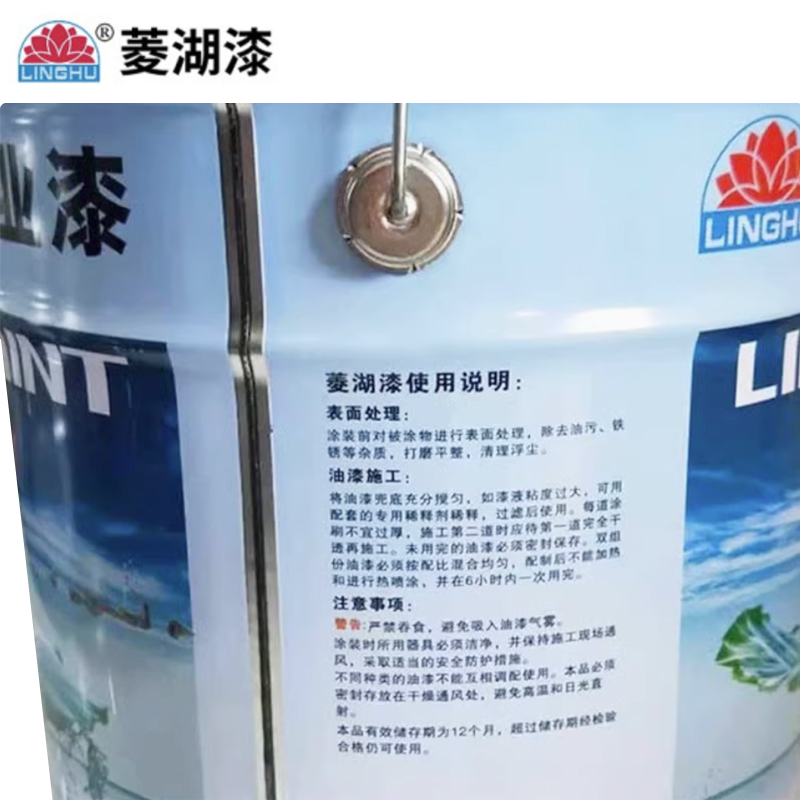 LINGHU ® 菱湖漆
业漆
LINGHU
INT
LI
菱湖漆使用说明：
表面处理：
涂装前对被涂物进行表面处理，除去油污、铁
锈等杂质，打磨平整，清理浮尘。
油漆施工：
将油漆兜底充分搅匀，如漆液粘度过大，可用
配套的专用稀释剂稀释，过滤后使用。每道涂
刷不宜过厚，施工第二道时应待第一道完全干
透再施工。未用完的油漆必须密封保存。双组
份油漆必须按配比混合均匀，配制后不能加热
和进行热喷涂、并在6小时内一次用完。
注意事项：
警告：严禁吞食，避免吸入油漆气雾。
涂装时所用器具必须洁净，并保持施工现场通
风，采取适当的安全防护措施。
不同种类的油漆不能互相调配使用。本品必须
密封存放在干燥通风处，避免高温和日光直
射。
本品有效储存期为12个月，超过储存期经检验
合格仍可使用。